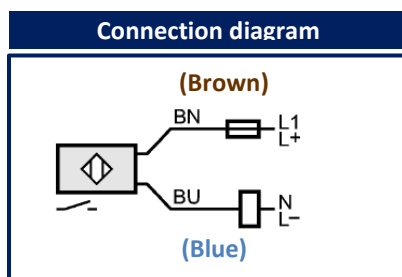 Connection diagram
(Brown)
BN
L1
L+
BU
N
L−
(Blue)